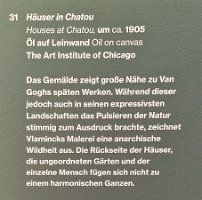 31 Häuser in Chatou
Houses at Chatou, um ca. 1905
Öl auf Leinwand Oil on canvas
The Art Institute of Chicago
Das Gemälde zeigt große Nähe zu Van
Goghs späten Werken. Während dieser
jedoch auch in seinen expressivsten
Landschaften das Pulsieren der Natur
stimmig zum Ausdruck brachte, zeichnet
Vlamincks Malerei eine anarchische
Wildheit aus. Die Rückseite der Häuser,
die ungeordneten Gärten und der
einzelne Mensch fügen sich nicht zu
einem harmonischen Ganzen.